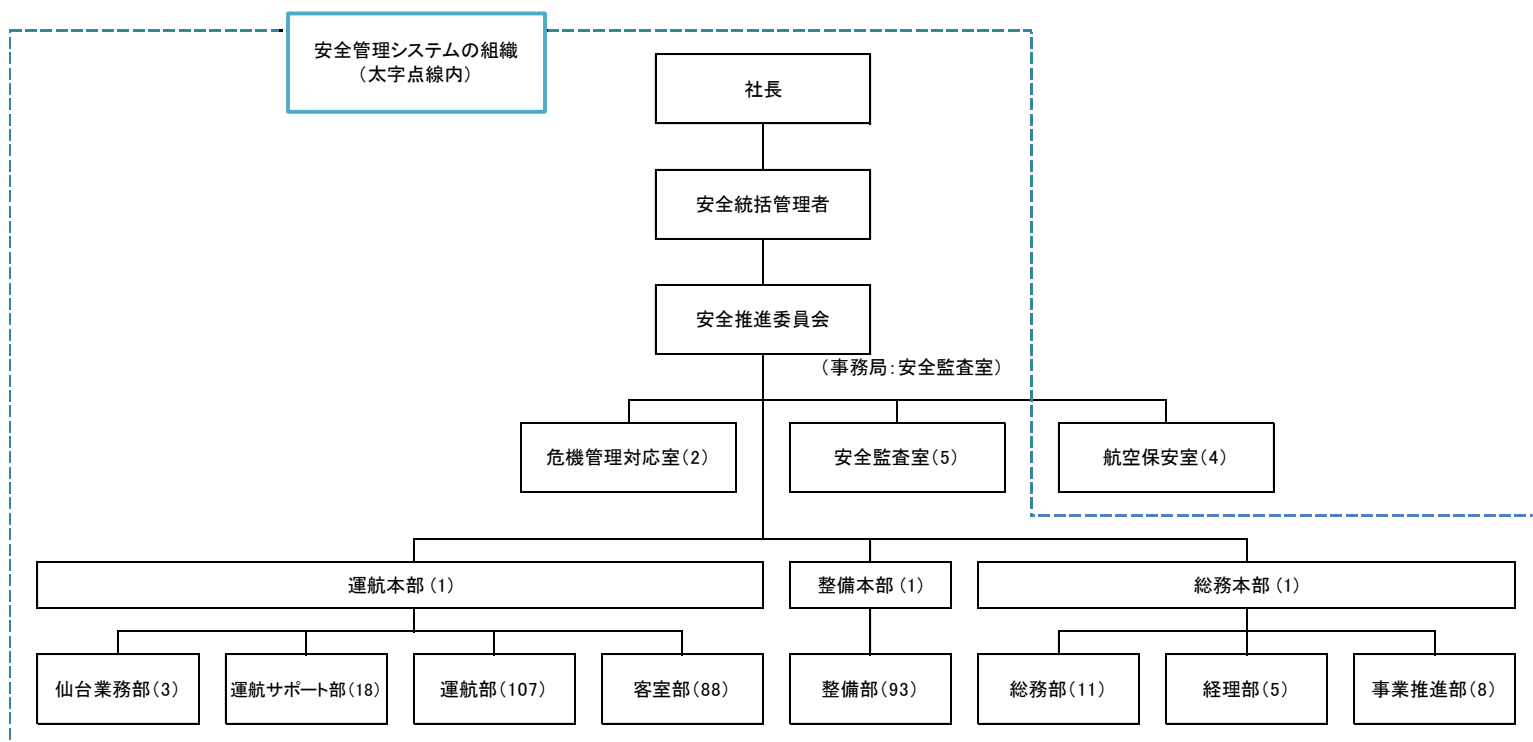 安全管理システムの組織
（太字点線内）
社長
安全統括管理者
安全推進委員会
（事務局：安全監査室）
危機管理対応室（2）
安全監査室（5）
航空保安室（4）
運航本部（1）
整備本部（1）
総務本部（1）
仙台業務部（3）
運航サポート部（18）
運航部（107）
客室部（88）
整備部（93）
総務部（11）
経理部（5）
事業推進部（8）